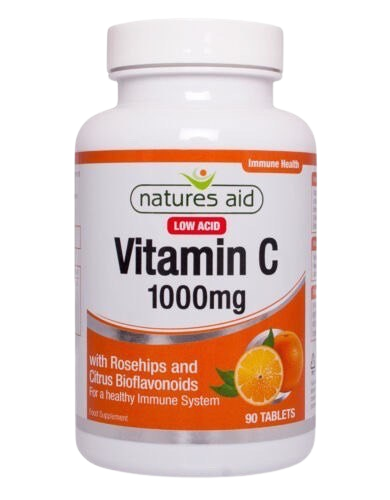 Immune Health
natures aid
LOW ACID
Vitamin C
1000mg
with Rosehips and
Citrus Bioflavonoids
For a healthy Immune System
Food Supplement
90 TABLETS